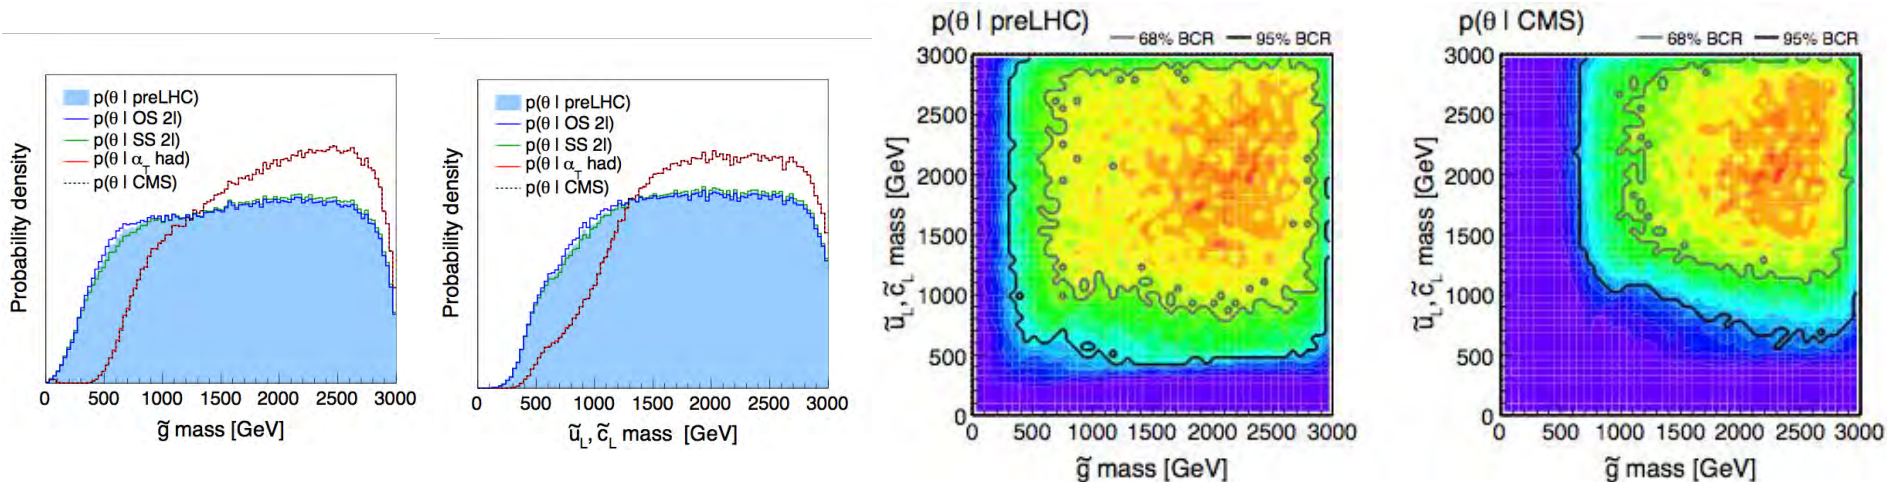 p(θ | preLHC)
p(θ | OS 2l)
p(θ | SS 2l)
p(θ | α_T had)
p(θ | CMS)
Probability density
0 500 1000 1500 2000 2500 3000
g̃ mass [GeV]
p(θ | preLHC)
p(θ | OS 2l)
p(θ | SS 2l)
p(θ | α_T had)
p(θ | CMS)
Probability density
0 500 1000 1500 2000 2500 3000
ũ_L, c̃_L mass [GeV]
p(θ | preLHC)
68% BCR 95% BCR
3000
2500
2000
1500
1000
500
0
ũ_L, c̃_L mass [GeV]
0 500 1000 1500 2000 2500 3000
g̃ mass [GeV]
p(θ | CMS)
68% BCR 95% BCR
3000
2500
2000
1500
1000
500
0
ũ_L, c̃_L mass [GeV]
0 500 1000 1500 2000 2500 3000
g̃ mass [GeV]